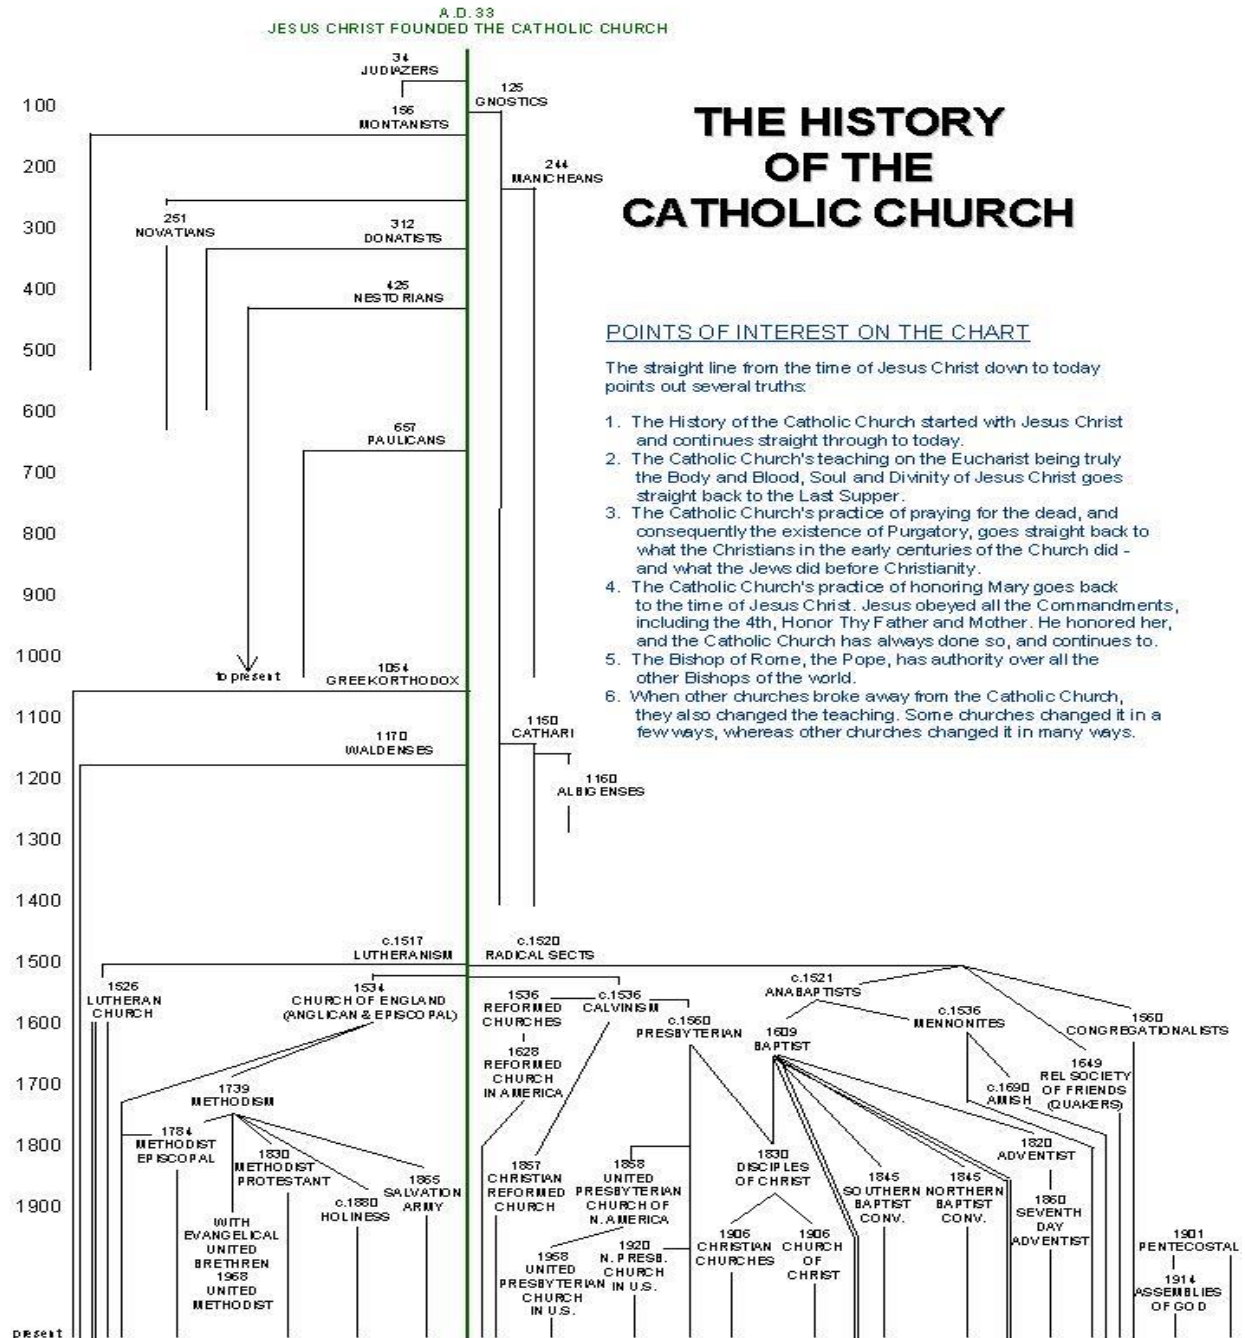 A.D. 33
JESUS CHRIST FOUNDED THE CATHOLIC CHURCH
34
JUDIAZERS
125
GNOSTICS
100
156
MONTANISTS
THE HISTORY
OF THE
CATHOLIC CHURCH
200
244
MANICHEANS
251
NOVATIANS
300
312
DONATISTS
400
425
NESTORIANS
POINTS OF INTEREST ON THE CHART
The straight line from the time of Jesus Christ down to today
points out several truths:
1. The History of the Catholic Church started with Jesus Christ
and continues straight through to today.
2. The Catholic Church's teaching on the Eucharist being truly
the Body and Blood, Soul and Divinity of Jesus Christ goes
straight back to the Last Supper.
3. The Catholic Church's practice of praying for the dead, and
consequently the existence of Purgatory, goes straight back to
what the Christians in the early centuries of the Church did -
and what the Jews did before Christianity.
4. The Catholic Church's practice of honoring Mary goes back
to the time of Jesus Christ. Jesus obeyed all the Commandments,
including the 4th, Honor Thy Father and Mother. He honored her,
and the Catholic Church has always done so, and continues to.
5. The Bishop of Rome, the Pope, has authority over all the
other Bishops of the world.
6. When other churches broke away from the Catholic Church,
they also changed the teaching. Some churches changed it in a
few ways, whereas other churches changed it in many ways.
500
600
657
PAULICANS
700
800
900
1000
to present
1054
GREEKORTHODOX
1100
1150
CATHARI
1170
WALDENSES
1200
1160
ALBIGENSES
1300
1400
1500
c.1517
LUTHERANISM
c.1520
RADICAL SECTS
1526
LUTHERAN
CHURCH
1534
CHURCH OF ENGLAND
(ANGLICAN & EPISCOPAL)
1536
REFORMED
CHURCHES
c.1536
CALVINISM
c.1560
PRESBYTERIAN
c.1521
ANABAPTISTS
c.1536
MENNONITES
1560
CONGREGATIONALISTS
1600
1609
BAPTIST
1628
REFORMED
CHURCH
IN AMERICA
1649
REL SOCIETY
OF FRIENDS
(QUAKERS)
c.1690
AMISH
1700
1739
METHODISM
1784
METHODIST
EPISCOPAL
1800
1830
METHODIST
PROTESTANT
1865
SALVATION
ARMY
c.1880
HOLINESS
1857
CHRISTIAN
REFORMED
CHURCH
1858
UNITED
PRESBYTERIAN
CHURCH OF
N. AMERICA
1830
DISCIPLES
OF CHRIST
1845
SOUTHERN
BAPTIST
CONV.
1845
NORTHERN
BAPTIST
CONV.
1820
ADVENTIST
1860
SEVENTH
DAY
ADVENTIST
1900
WITH
EVANGELICAL
UNITED
BRETHREN
1968
UNITED
METHODIST
1958
UNITED
PRESBYTERIAN
CHURCH
IN U.S.
1920
N. PRESB.
CHURCH
IN U.S.
1906
CHRISTIAN
CHURCHES
1906
CHURCH
OF
CHRIST
1901
PENTECOSTAL
1914
ASSEMBLIES
OF GOD
present